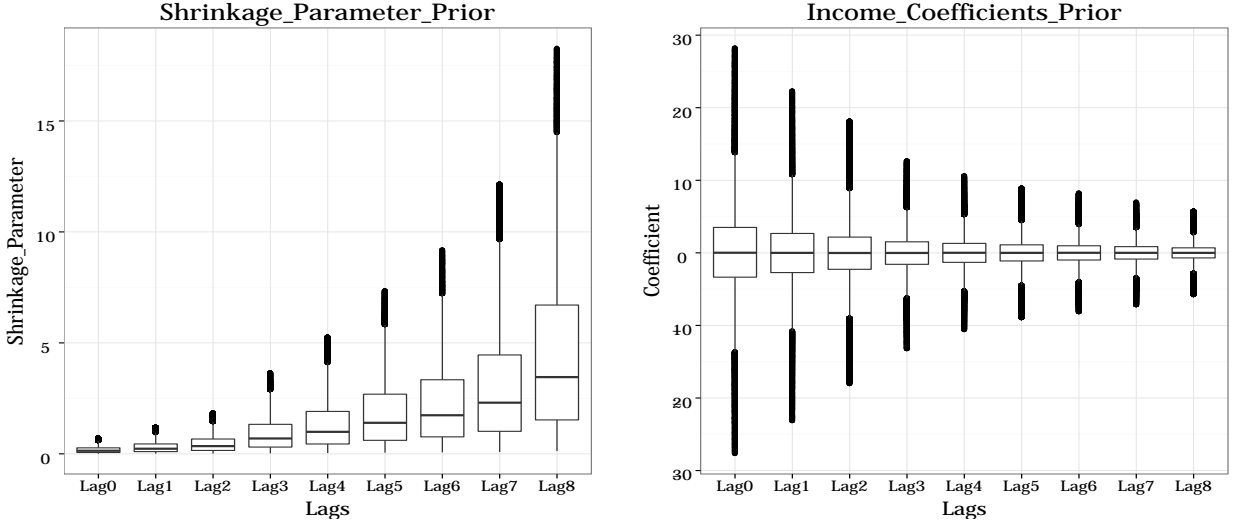 Shrinkage_Parameter_Prior
Shrinkage_Parameter
15
10
5
0
Lag0 Lag1 Lag2 Lag3 Lag4 Lag5 Lag6 Lag7 Lag8
Lags
Income_Coefficients_Prior
Coefficient
30
20
10
0
10
20
30
Lag0 Lag1 Lag2 Lag3 Lag4 Lag5 Lag6 Lag7 Lag8
Lags